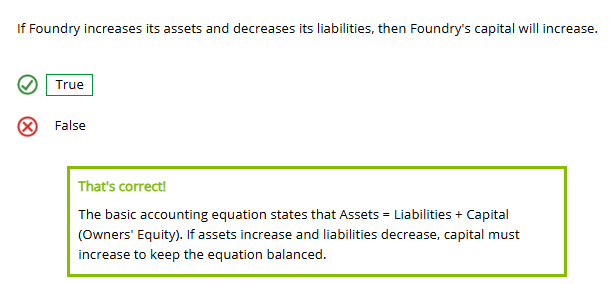 If Foundry increases its assets and decreases its liabilities, then Foundry's capital will increase.
True
False
That's correct!
The basic accounting equation states that Assets = Liabilities + Capital
(Owners' Equity). If assets increase and liabilities decrease, capital must
increase to keep the equation balanced.